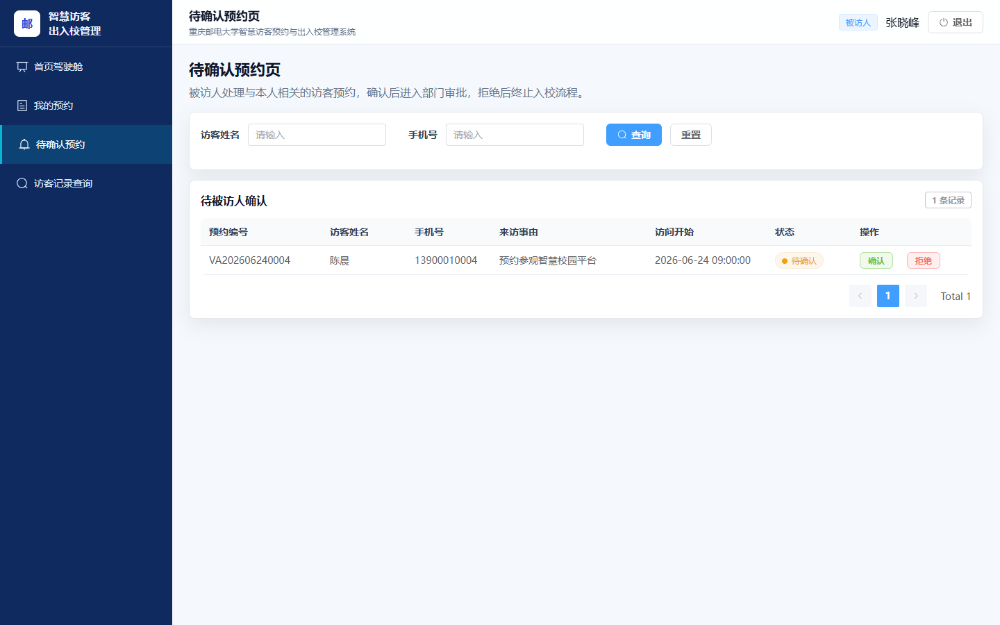 邮
智慧访客
出入校管理
首页驾驶舱
我的预约
待确认预约
访客记录查询
待确认预约页
重庆邮电大学智慧访客预约与出入校管理系统
被访人 张晓峰 退出
待确认预约页
被访人处理与本人相关的访客预约，确认后进入部门审批，拒绝后终止入校流程。
访客姓名 请输入 手机号 请输入 查询 重置
待被访人确认 1 条记录
预约编号 访客姓名 手机号 来访事由 访问开始 状态 操作
VA202606240004 陈晨 13900010004 预约参观智慧校园平台 2026-06-24 09:00:00 待确认 确认 拒绝
1 Total 1